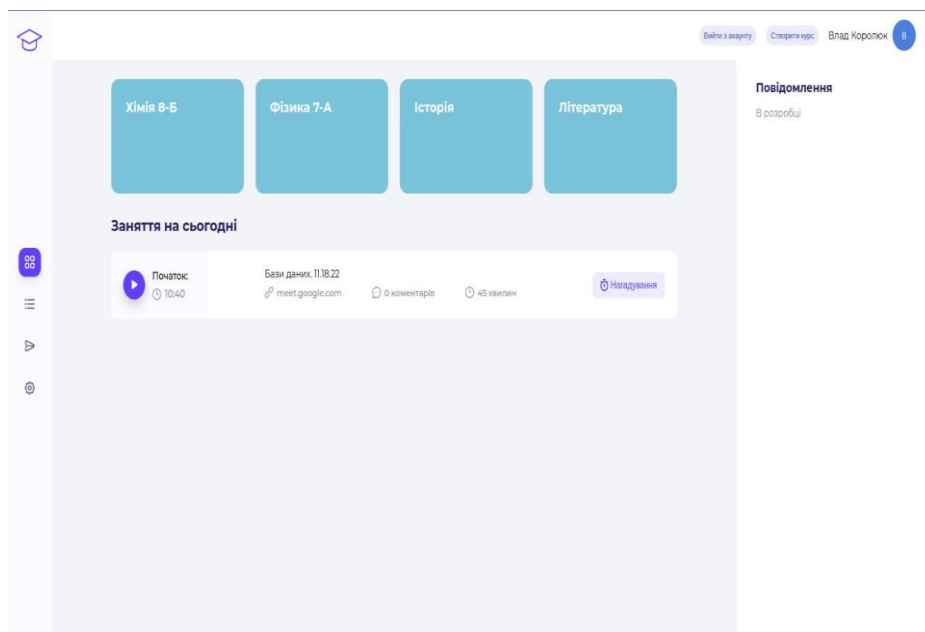 Вийти з акаунту Створити курс Влад Королюк В
Хімія 8-Б Фізика 7-А Історія Література
Повідомлення
В розробці
Заняття на сьогодні
Початок: Бази даних. 11.18.22
10:40 meet.google.com 0 коментарів 45 хвилин Нагадування